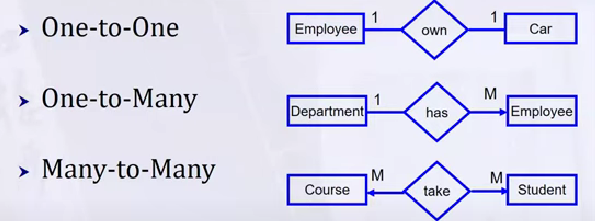 One-to-One
Employee 1 own 1 Car
One-to-Many
Department 1 has M Employee
Many-to-Many
Course M take M Student